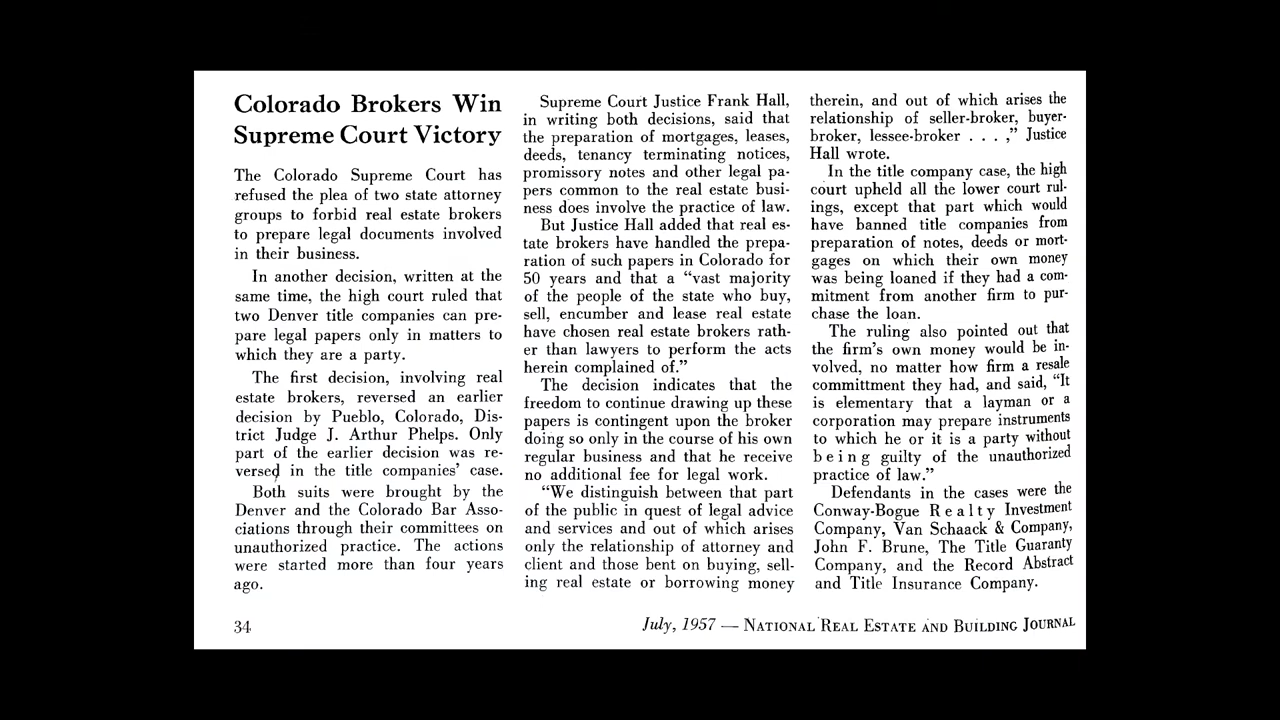 Colorado Brokers Win
Supreme Court Victory
The Colorado Supreme Court has
refused the plea of two state attorney
groups to forbid real estate brokers
to prepare legal documents involved
in their business.
In another decision, written at the
same time, the high court ruled that
two Denver title companies can pre-
pare legal papers only in matters to
which they are a party.
The first decision, involving real
estate brokers, reversed an earlier
decision by Pueblo, Colorado, Dis-
trict Judge J. Arthur Phelps. Only
part of the earlier decision was re-
versed in the title companies' case.
Both suits were brought by the
Denver and the Colorado Bar Asso-
ciations through their committees on
unauthorized practice. The actions
were started more than four years
ago.
Supreme Court Justice Frank Hall,
in writing both decisions, said that
the preparation of mortgages, leases,
deeds, tenancy terminating notices,
promissory notes and other legal pa-
pers common to the real estate busi-
ness does involve the practice of law.
But Justice Hall added that real es-
tate brokers have handled the prepa-
ration of such papers in Colorado for
50 years and that a “vast majority
of the people of the state who buy,
sell, encumber and lease real estate
have chosen real estate brokers rath-
er than lawyers to perform the acts
herein complained of.”
The decision indicates that the
freedom to continue drawing up these
papers is contingent upon the broker
doing so only in the course of his own
regular business and that he receive
no additional fee for legal work.
“We distinguish between that part
of the public in quest of legal advice
and services and out of which arises
only the relationship of attorney and
client and those bent on buying, sell-
ing real estate or borrowing money
therein, and out of which arises the
relationship of seller-broker, buyer-
broker, lessee-broker . . . ,” Justice
Hall wrote.
In the title company case, the high
court upheld all the lower court rul-
ings, except that part which would
have banned title companies from
preparation of notes, deeds or mort-
gages on which their own money
was being loaned if they had a com-
mitment from another firm to pur-
chase the loan.
The ruling also pointed out that
the firm's own money would be in-
volved, no matter how firm a resale
committment they had, and said, “It
is elementary that a layman or a
corporation may prepare instruments
to which he or it is a party without
being guilty of the unauthorized
practice of law.”
Defendants in the cases were the
Conway-Bogue Realty Investment
Company, Van Schaack & Company,
John F. Brune, The Title Guaranty
Company, and the Record Abstract
and Title Insurance Company.
34
July, 1957 — NATIONAL REAL ESTATE AND BUILDING JOURNAL